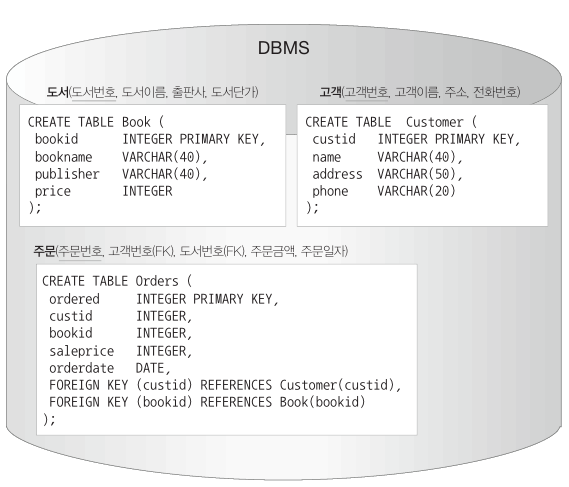 DBMS
도서(도서번호, 도서이름, 출판사, 도서단가)
CREATE TABLE Book (
bookid INTEGER PRIMARY KEY,
bookname VARCHAR(40),
publisher VARCHAR(40),
price INTEGER
);
고객(고객번호, 고객이름, 주소, 전화번호)
CREATE TABLE Customer (
custid INTEGER PRIMARY KEY,
name VARCHAR(40),
address VARCHAR(50),
phone VARCHAR(20)
);
주문(주문번호, 고객번호(FK), 도서번호(FK), 주문금액, 주문일자)
CREATE TABLE Orders (
ordered INTEGER PRIMARY KEY,
custid INTEGER,
bookid INTEGER,
saleprice INTEGER,
orderdate DATE,
FOREIGN KEY (custid) REFERENCES Customer(custid),
FOREIGN KEY (bookid) REFERENCES Book(bookid)
);